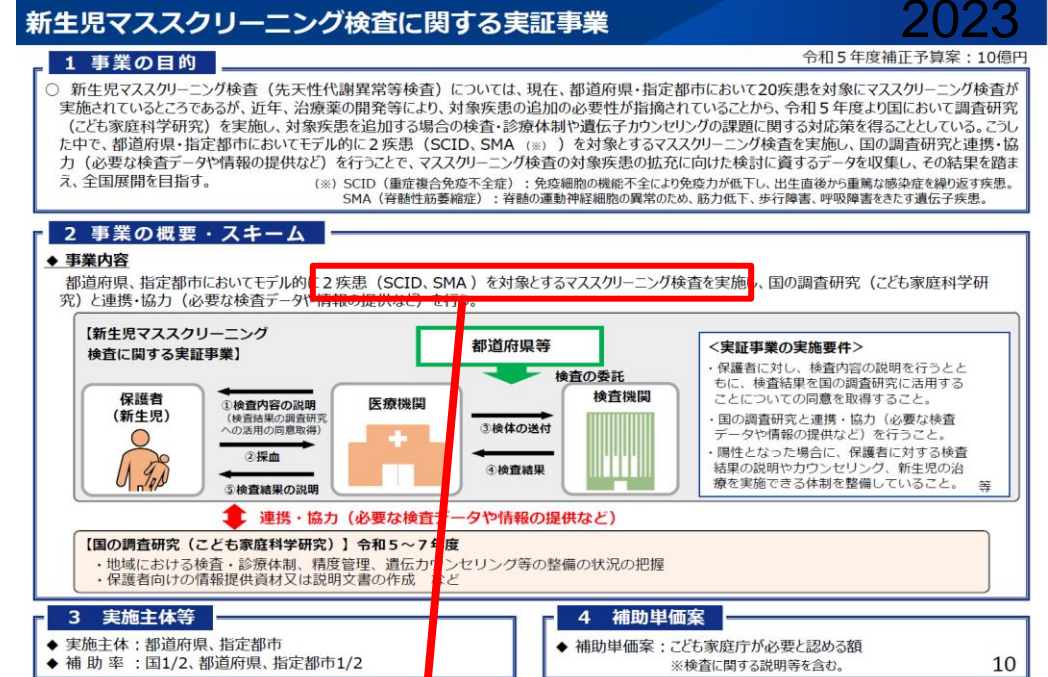 新生児マススクリーニング検査に関する実証事業
2023
令和５年度補正予算案：10億円
１ 事業の目的
○ 新生児マススクリーニング検査（先天性代謝異常等検査）については、現在、都道府県・指定都市において20疾患を対象にマススクリーニング検査が
実施されているところであるが、近年、治療薬の開発等により、対象疾患の追加の必要性が指摘されていることから、令和５年度より国において調査研究
（こども家庭科学研究）を実施し、対象疾患を追加する場合の検査・診療体制や遺伝子カウンセリングの課題に関する対応策を得ることとしている。こうし
た中で、都道府県・指定都市においてモデル的に２疾患（SCID、SMA（※））を対象とするマススクリーニング検査を実施し、国の調査研究と連携・協
力（必要な検査データや情報の提供など）を行うことで、マススクリーニング検査の対象疾患の拡充に向けた検討に資するデータを収集し、その結果を踏ま
え、全国展開を目指す。
（※）SCID（重症複合免疫不全症）：免疫細胞の機能不全により免疫力が低下し、出生直後から重篤な感染症を繰り返す疾患。
SMA（脊髄性筋萎縮症）：脊髄の運動神経細胞の異常のため、筋力低下、歩行障害、呼吸障害をきたす遺伝子疾患。
２ 事業の概要・スキーム
◆ 事業内容
都道府県、指定都市においてモデル的に２疾患（SCID、SMA）を対象とするマススクリーニング検査を実施し、国の調査研究（こども家庭科学研
究）と連携・協力（必要な検査データや情報の提供など）を行う。
【新生児マススクリーニング
検査に関する実証事業】
都道府県等
検査の委託
保護者
（新生児）
①検査内容の説明
（検査結果の調査研究
への活用の同意取得）
②採血
⑤検査結果の説明
医療機関
③検体の送付
④検査結果
検査機関
＜実証事業の実施要件＞
・保護者に対し、検査内容の説明を行うとと
もに、検査結果を国の調査研究に活用する
ことについての同意を取得すること。
・国の調査研究と連携・協力（必要な検査
データや情報の提供など）を行うこと。
・陽性となった場合に、保護者に対する検査
結果の説明やカウンセリング、新生児の治
療を実施できる体制を整備していること。 等
連携・協力（必要な検査データや情報の提供など）
【国の調査研究（こども家庭科学研究）】令和５～７年度
・地域における検査・診療体制、精度管理、遺伝カウンセリング等の整備の状況の把握
・保護者向けの情報提供資材又は説明文書の作成 など
３ 実施主体等
◆ 実施主体：都道府県、指定都市
◆ 補 助 率 ：国1/2、都道府県、指定都市1/2
４ 補助単価案
◆ 補助単価案：こども家庭庁が必要と認める額
※検査に関する説明等を含む。
10